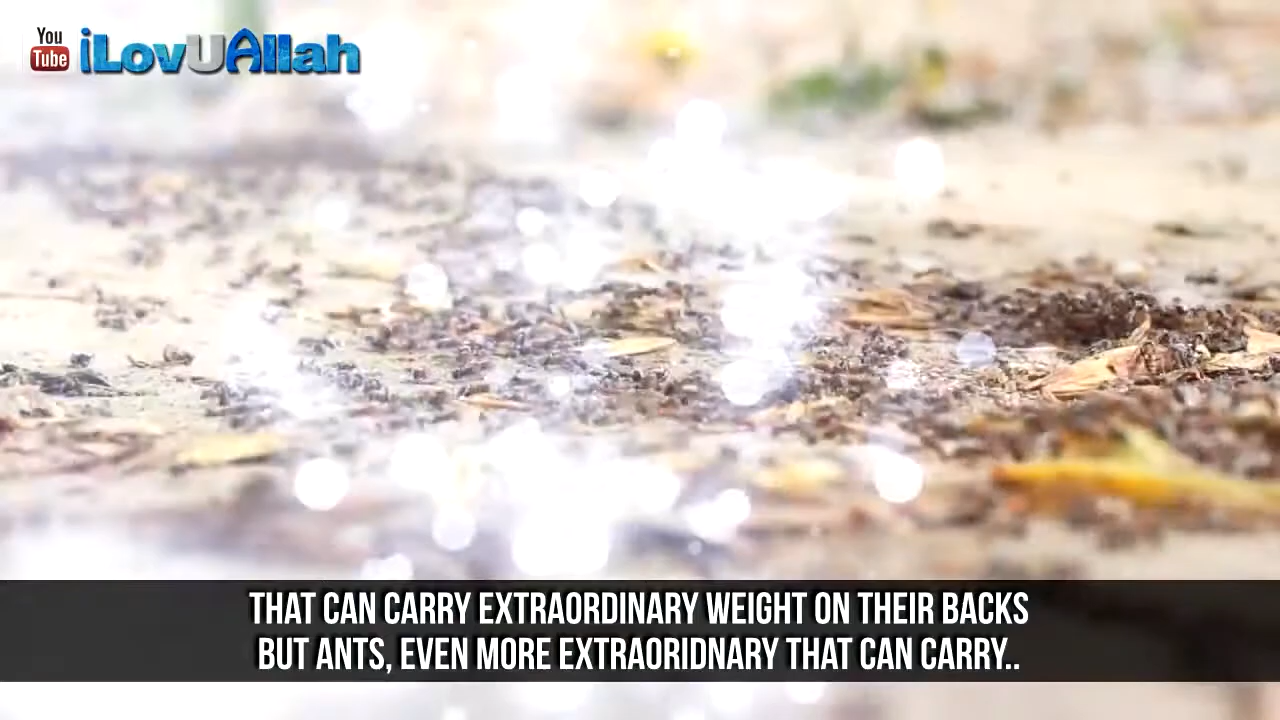 You
Tube iLovUAllah
THAT CAN CARRY EXTRAORDINARY WEIGHT ON THEIR BACKS
BUT ANTS, EVEN MORE EXTRAORIDNARY THAT CAN CARRY..